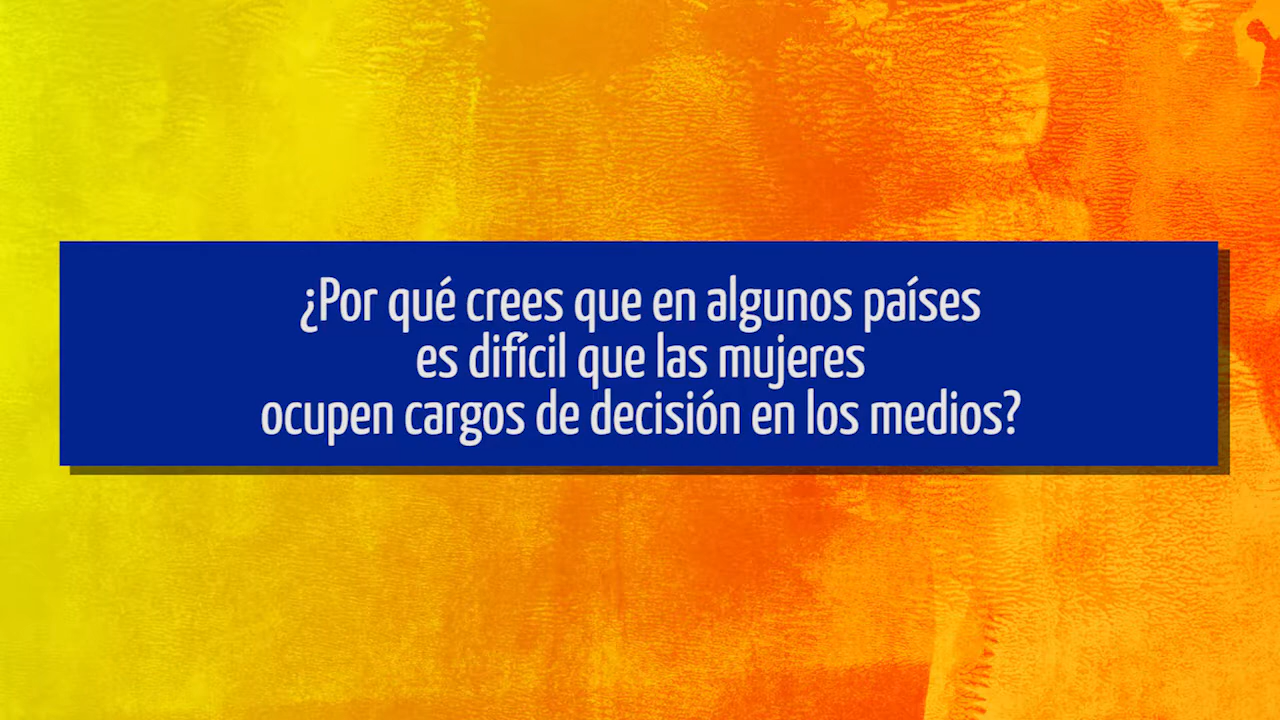 ¿Por qué crees que en algunos países
es difícil que las mujeres
ocupen cargos de decisión en los medios?